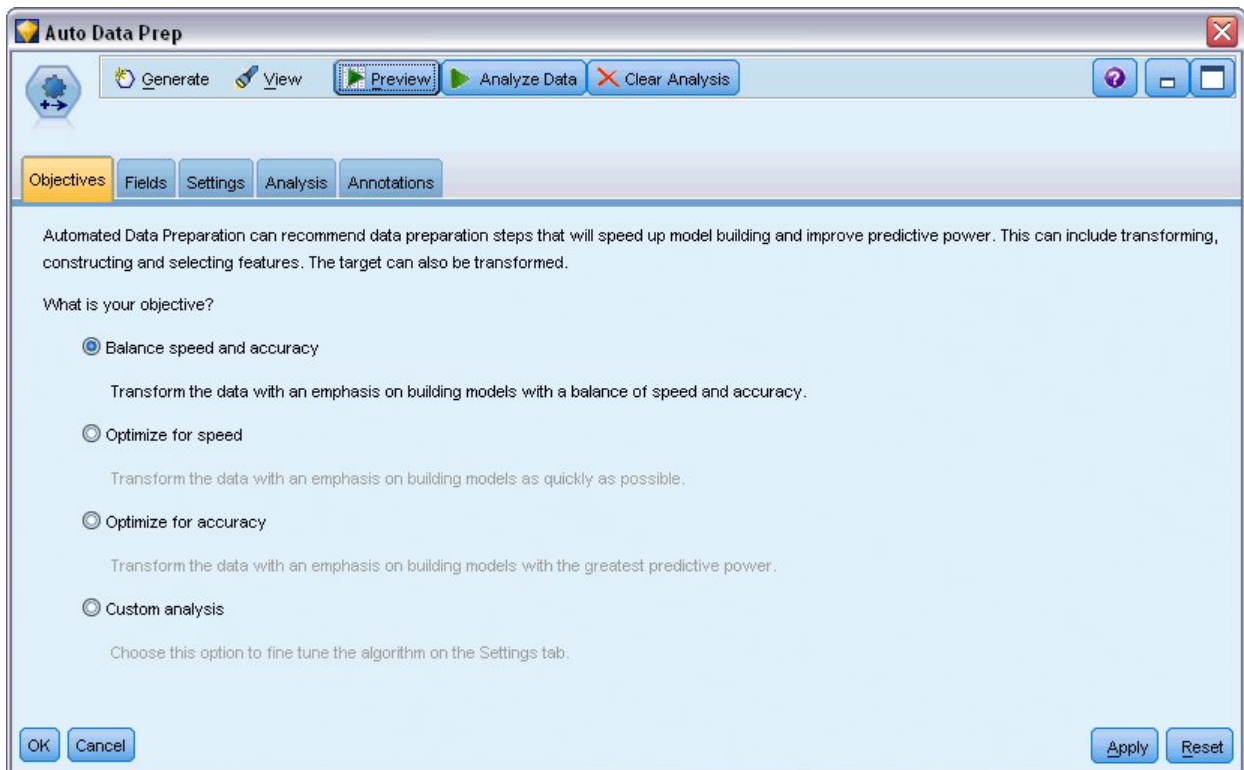 Auto Data Prep
Generate View Preview Analyze Data Clear Analysis
Objectives Fields Settings Analysis Annotations
Automated Data Preparation can recommend data preparation steps that will speed up model building and improve predictive power. This can include transforming,
constructing and selecting features. The target can also be transformed.
What is your objective?
Balance speed and accuracy
Transform the data with an emphasis on building models with a balance of speed and accuracy.
Optimize for speed
Transform the data with an emphasis on building models as quickly as possible.
Optimize for accuracy
Transform the data with an emphasis on building models with the greatest predictive power.
Custom analysis
Choose this option to fine tune the algorithm on the Settings tab.
OK Cancel Apply Reset